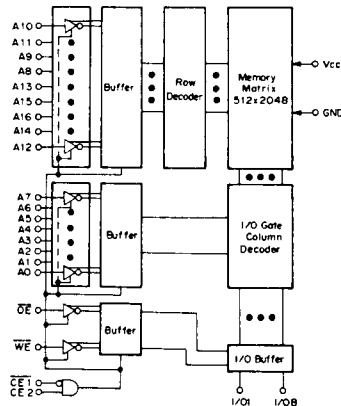 A10
A11
A9
A8
A13
A15
A16
A14
A12
Buffer
Row
Decoder
Memory
Matrix
512x2048
Vcc
GND
A7
A6
A5
A4
A3
A2
A1
A0
Buffer
I/O Gate
Column
Decoder
OE
WE
Buffer
I/O Buffer
CE1
CE2
I/O1
I/O8